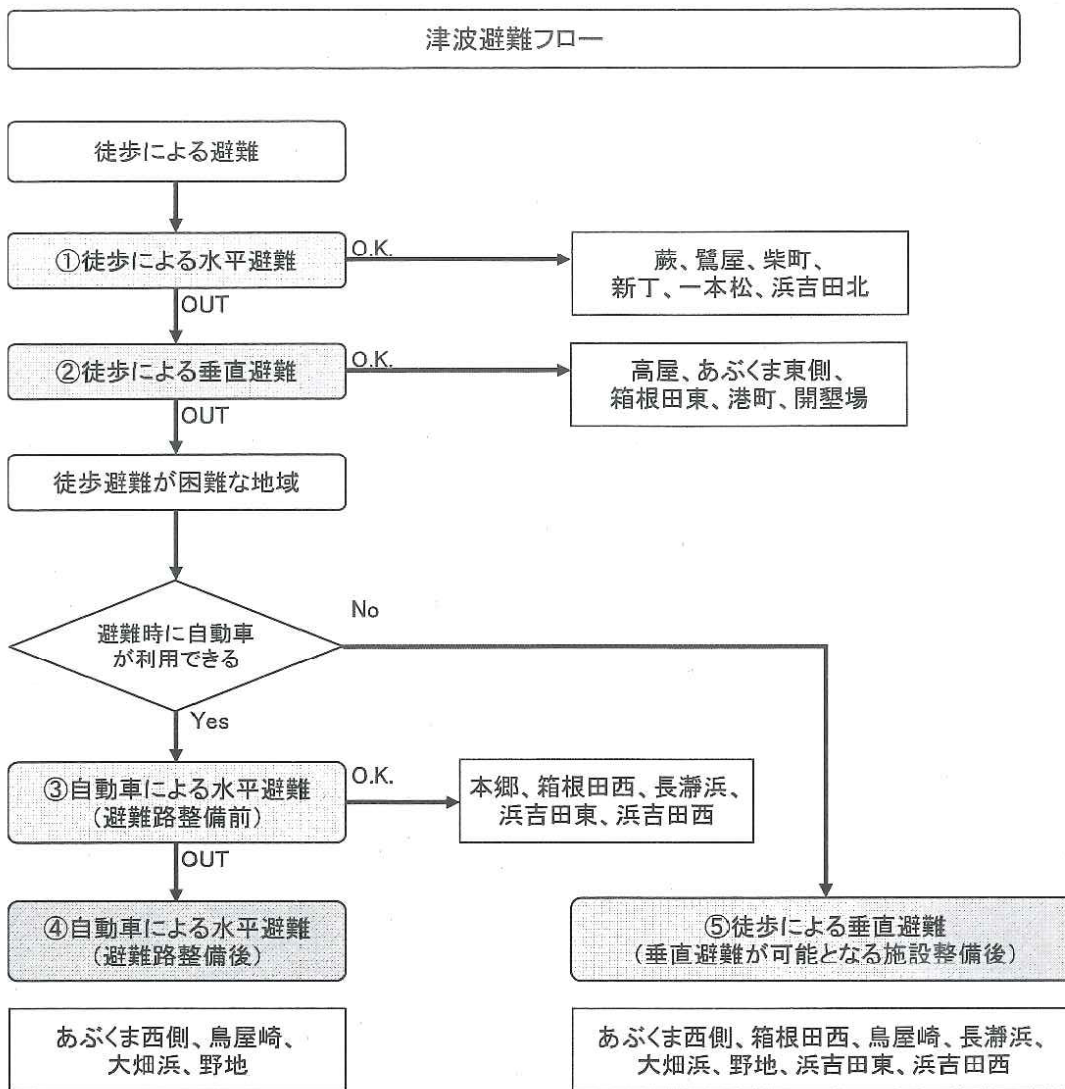 津波避難フロー
徒歩による避難
①徒歩による水平避難
O.K.
蕨、鷺屋、柴町、
新丁、一本松、浜吉田北
OUT
②徒歩による垂直避難
O.K.
高屋、あぶくま東側、
箱根田東、港町、開墾場
OUT
徒歩避難が困難な地域
避難時に自動車
が利用できる
No
Yes
③自動車による水平避難
(避難路整備前)
O.K.
本郷、箱根田西、長瀞浜、
浜吉田東、浜吉田西
OUT
④自動車による水平避難
(避難路整備後)
⑤徒歩による垂直避難
(垂直避難が可能となる施設整備後)
あぶくま西側、鳥屋崎、
大畑浜、野地
あぶくま西側、箱根田西、鳥屋崎、長瀞浜、
大畑浜、野地、浜吉田東、浜吉田西